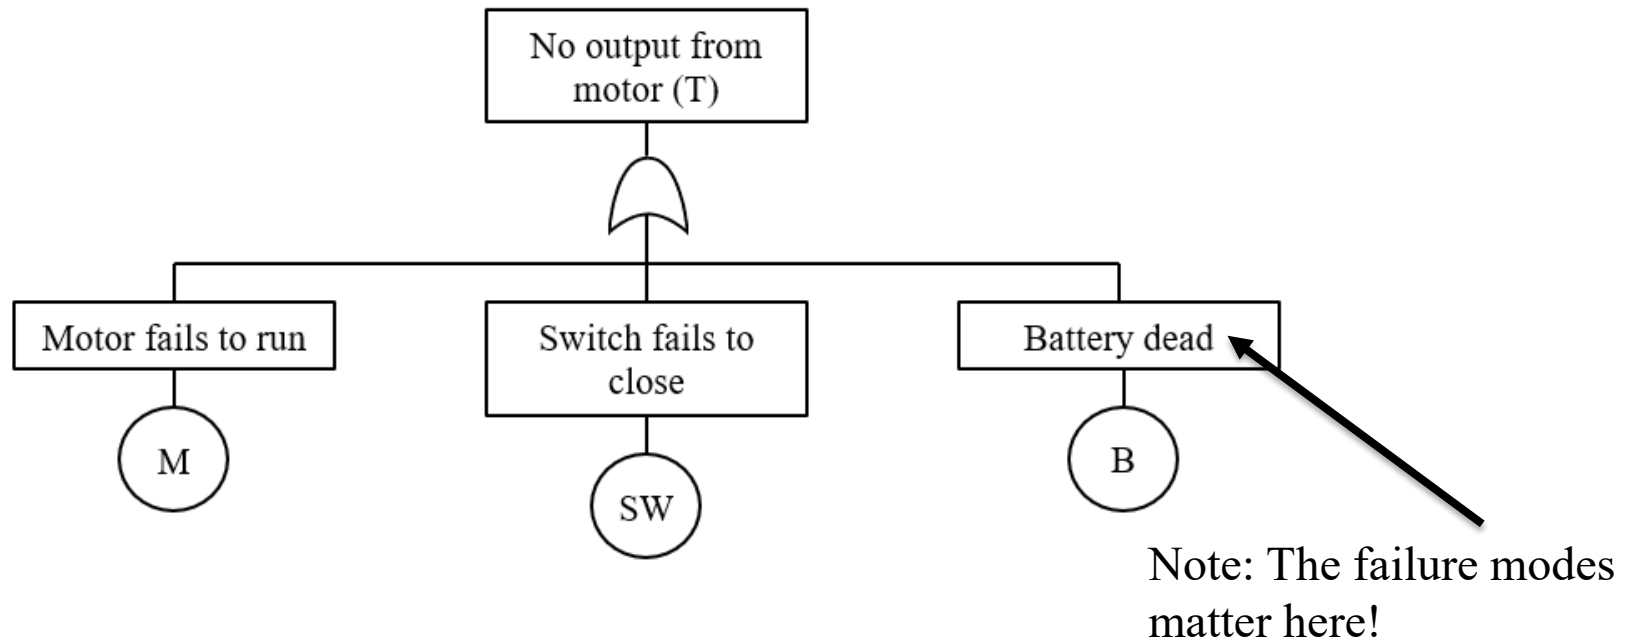 No output from
motor (T)
Motor fails to run
Switch fails to
close
Battery dead
M
SW
B
Note: The failure modes
matter here!